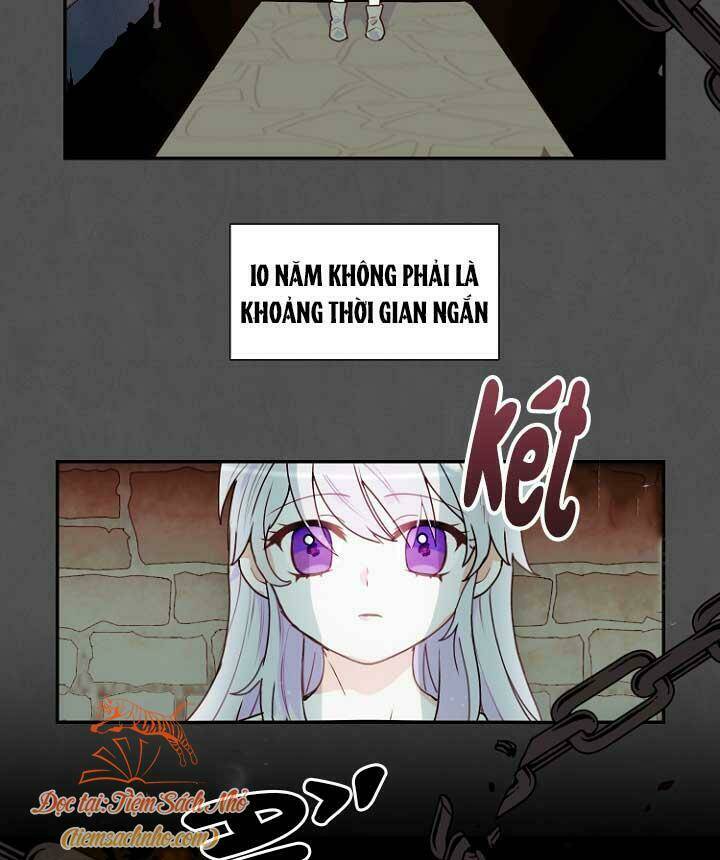 10 NĂM KHÔNG PHẢI LÀ
KHOẢNG THỜI GIAN NGẮN
Két
Đọc tại: Tiệm Sách Nhỏ
(tiemsachnho.com)